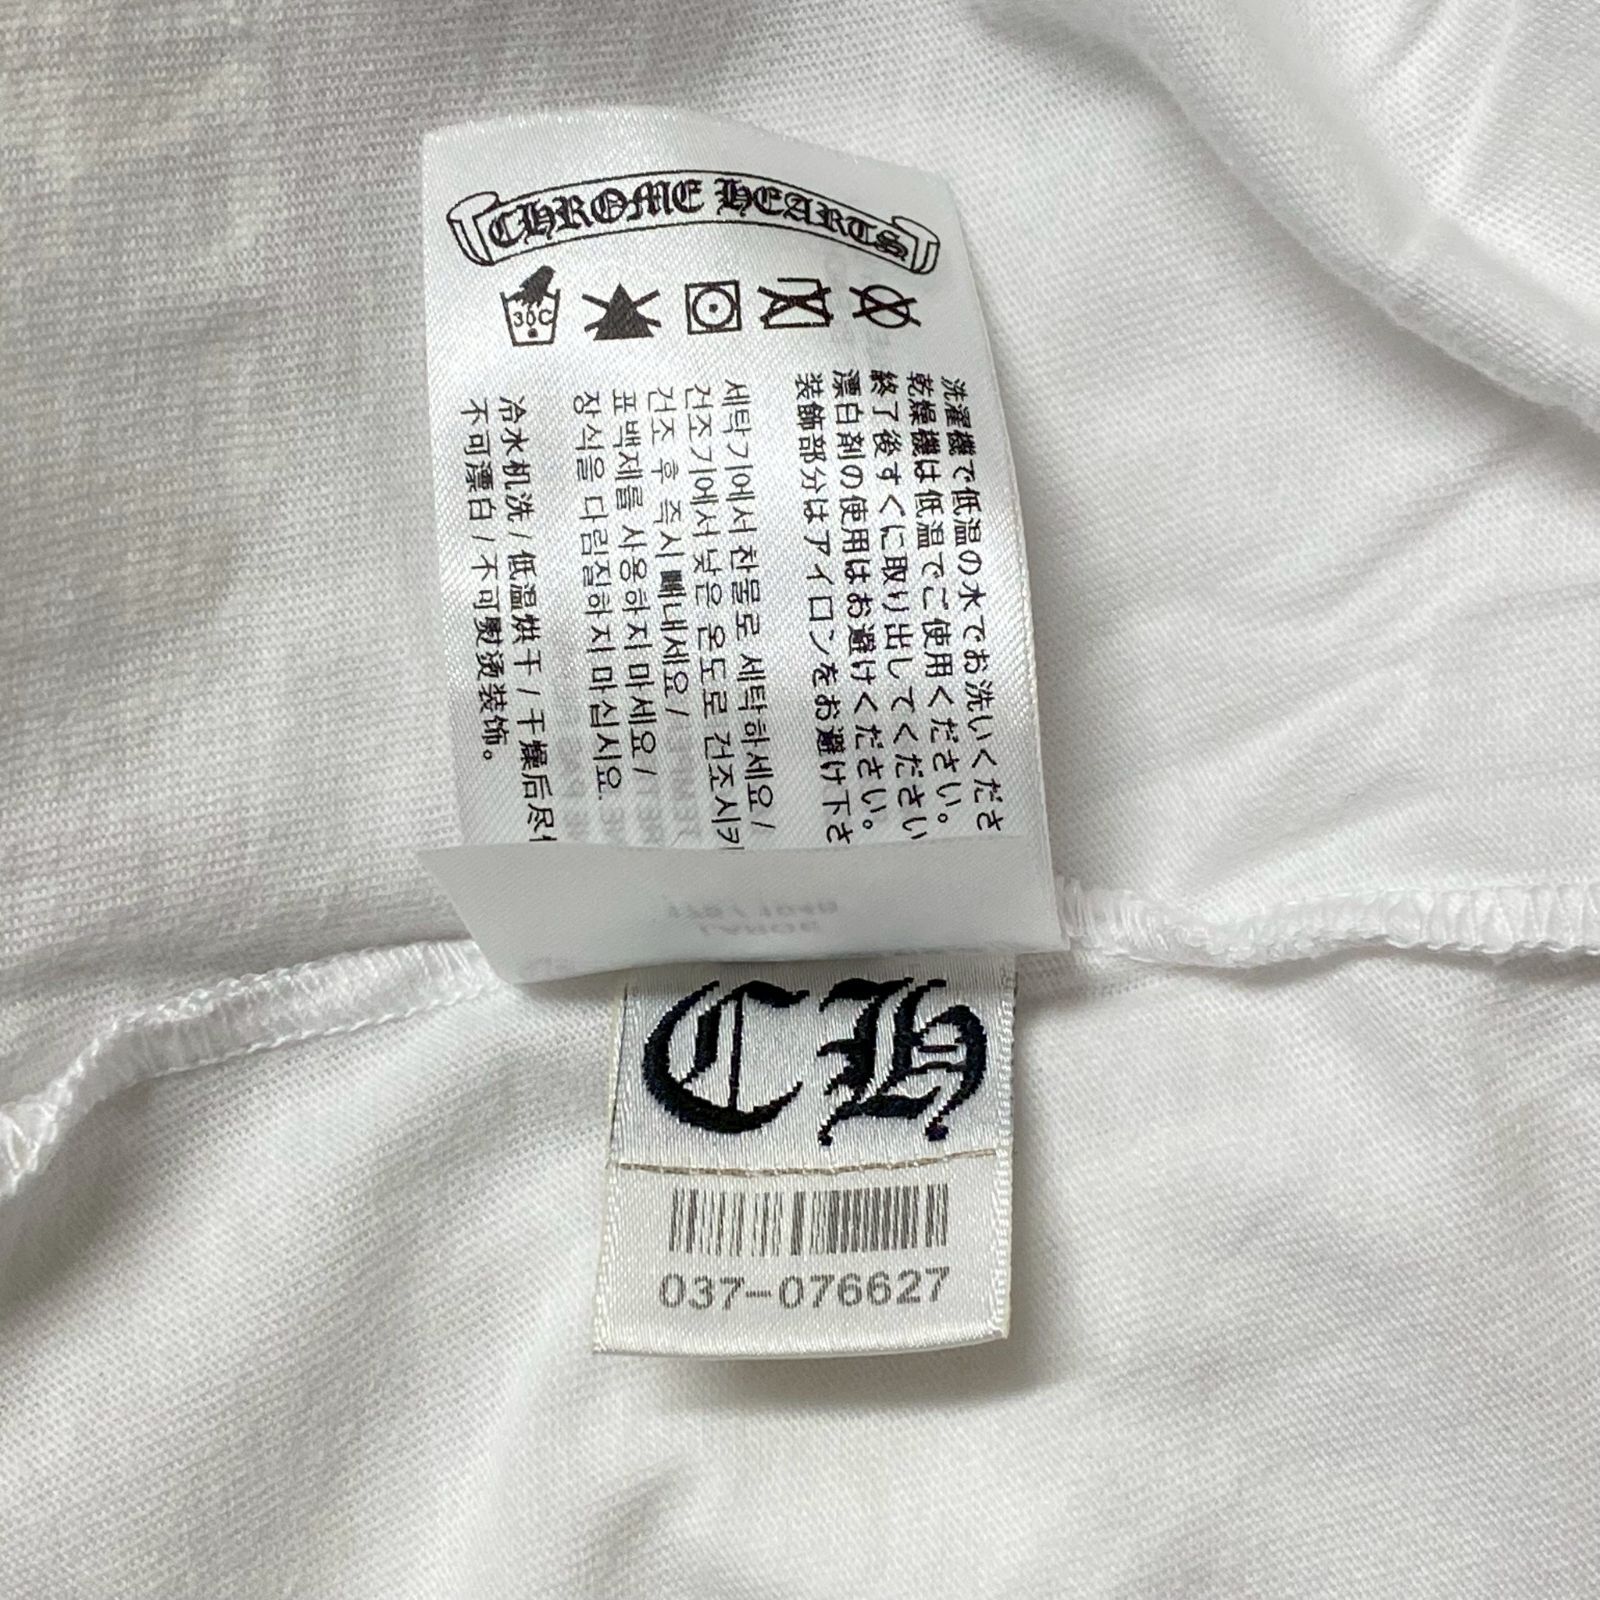 CHROME HEARTS
30C
洗濯機で低温の水でお洗いくださ
乾燥機は低温でご使用ください。
終了後すぐに取り出してください
漂白剤の使用はお避けください。
装飾部分はアイロンをお避け下さ
세탁기에서 찬물로 세탁하세요 /
건조기에서 낮은 온도로 건조시키
건조 후 즉시 빼내세요 /
표백제를 사용하지 마세요 /
장식을 다림질하지 마십시요.
冷水机洗 / 低温烘干 / 干燥后尽
不可漂白 / 不可熨烫装饰。
CH
037-076627